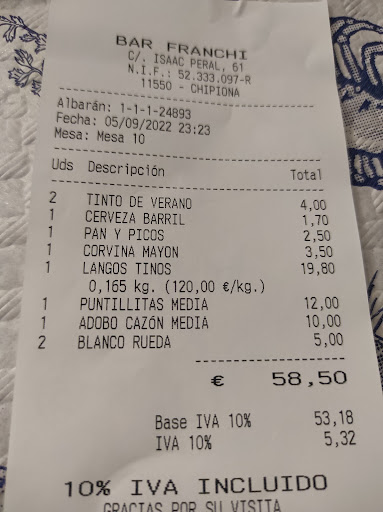 BAR FRANCHI
C/. ISAAC PERAL, 61
N.I.F.: 52.333.097-R
11550 - CHIPIONA
Albarán: 1-1-1-24893
Fecha: 05/09/2022 23:23
Mesa: Mesa 10
Uds Descripción Total
2 TINTO DE VERANO 4,00
1 CERVEZA BARRIL 1,70
1 PAN Y PICOS 2,50
1 CORVINA MAYON 3,50
1 LANGOS TINOS 19,80
0,165 kg. (120,00 €/kg.)
1 PUNTILLITAS MEDIA 12,00
1 ADOBO CAZÓN MEDIA 10,00
2 BLANCO RUEDA 5,00
€ 58,50
Base IVA 10% 53,18
IVA 10% 5,32
10% IVA INCLUIDO
GRACIAS POR SU VISITA